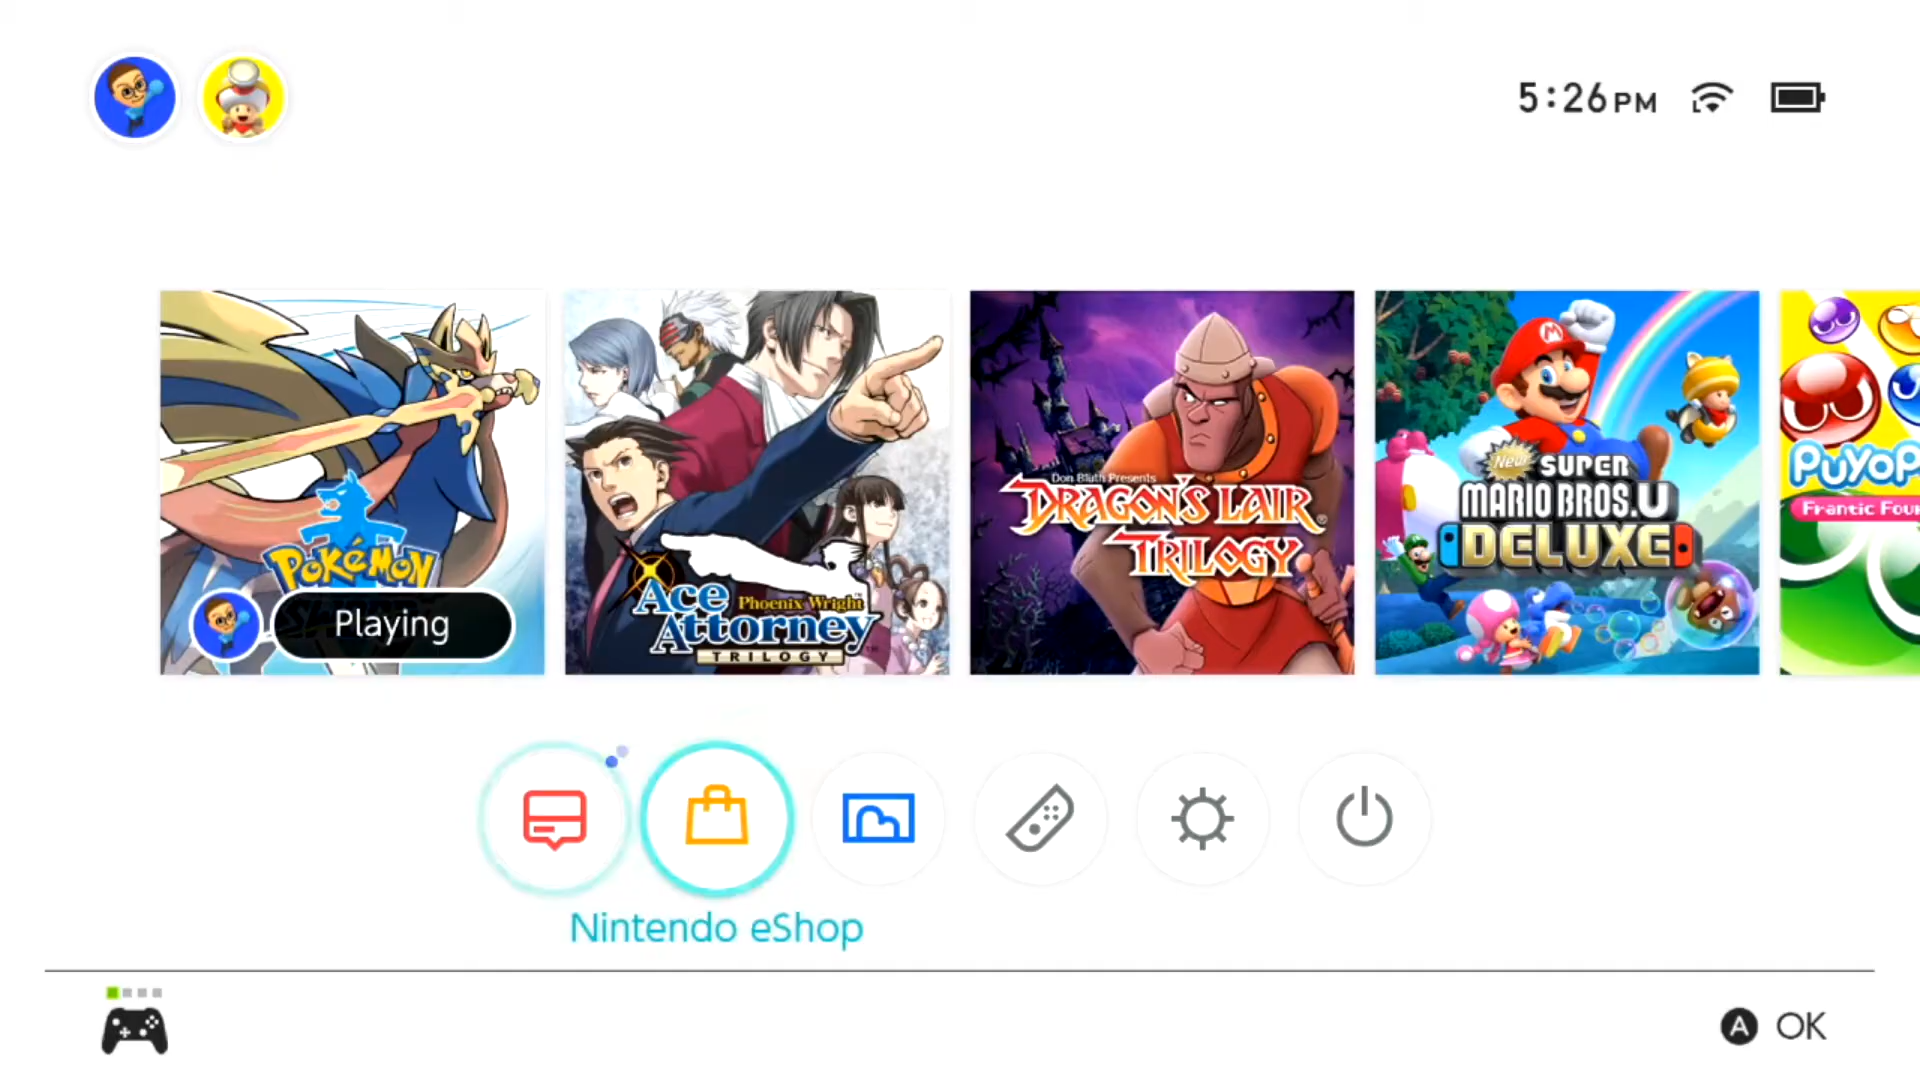 5:26PM
POKéMON
Playing
Ace Attorney
Phoenix Wright™
TRILOGY
Don Bluth Presents
DRAGON'S LAIR®
TRILOGY
New
SUPER
MARIO BROS.U
DELUXE
PUYOP
Frantic Four
Nintendo eShop
A OK